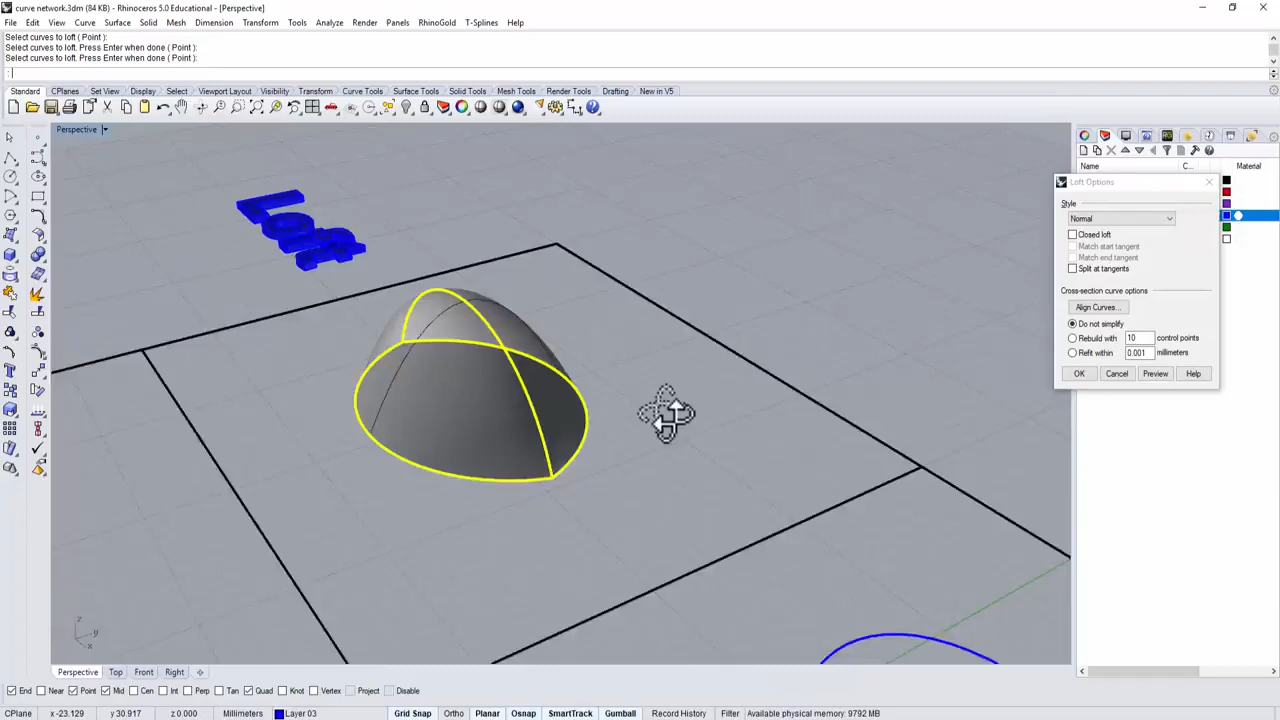 curve network.3dm (84 KB) - Rhinoceros 5.0 Educational - [Perspective]
File Edit View Curve Surface Solid Mesh Dimension Transform Tools Analyze Render Panels RhinoGold T-Splines Help
Select curves to loft ( Point ):
Select curves to loft. Press Enter when done ( Point ):
Select curves to loft. Press Enter when done ( Point ):
:
Standard CPlanes Set View Display Select Viewport Layout Visibility Transform Curve Tools Surface Tools Solid Tools Mesh Tools Render Tools Drafting New in V5
Perspective
Name C... Material
Loft Options
Style
Normal
Closed loft
Match start tangent
Match end tangent
Split at tangents
Cross-section curve options
Align Curves...
Do not simplify
Rebuild with 10 control points
Refit within 0.001 millimeters
OK Cancel Preview Help
Loft
z
y
x
Perspective Top Front Right
End Near Point Mid Cen Int Perp Tan Quad Knot Vertex Project Disable
CPlane x -23.129 y 30.917 z 0.000 Millimeters Layer 03 Grid Snap Ortho Planar Osnap SmartTrack Gumball Record History Filter Available physical memory: 9792 MB